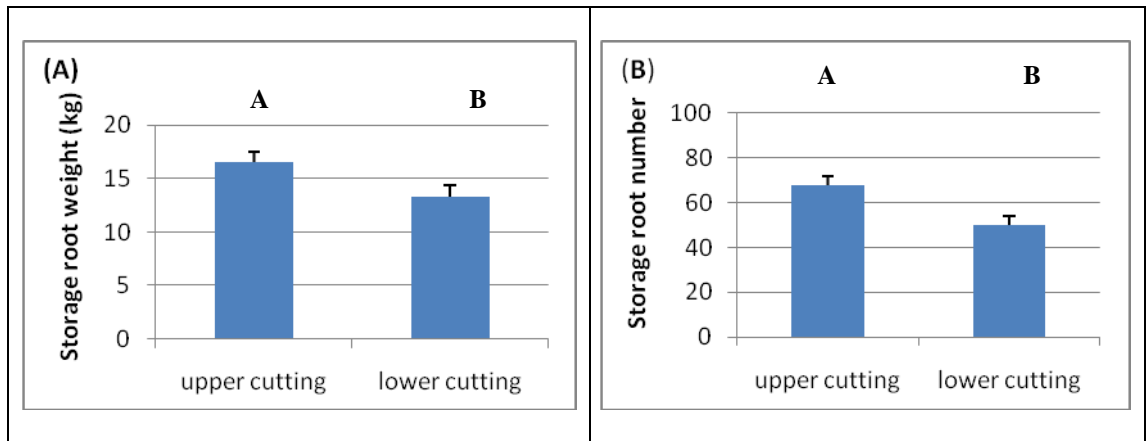 (A)
A B
Storage root weight (kg)
20
15
10
5
0
upper cutting lower cutting
(B)
A B
Storage root number
100
80
60
40
20
0
upper cutting lower cutting